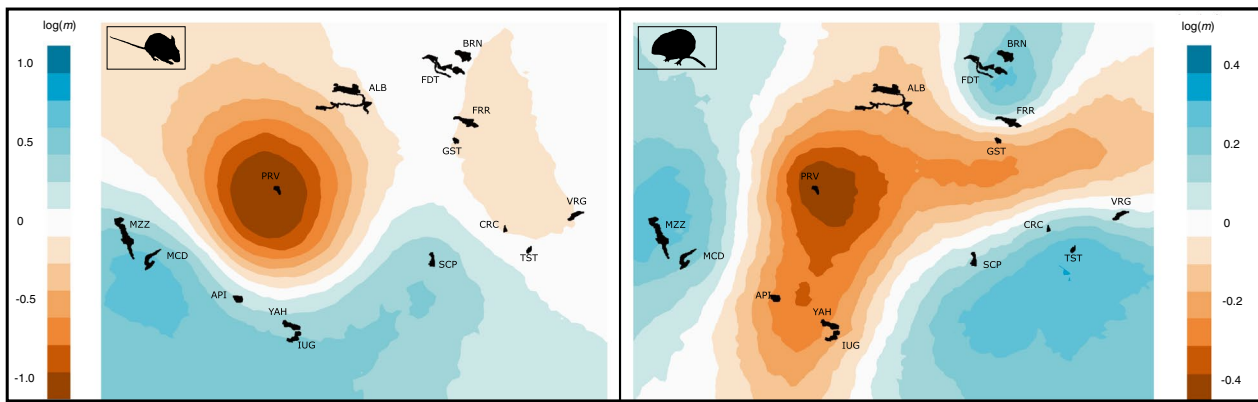 log(m)
1.0
0.5
0
-0.5
-1.0
BRN
ALB
FDT
FRR
GST
PRV
VRG
MZZ
CRC
MCD
TST
SCP
API
YAH
IUG
log(m)
0.4
0.2
0
-0.2
-0.4
BRN
FDT
ALB
FRR
GST
PRV
VRG
MZZ
CRC
MCD
TST
SCP
API
YAH
IUG